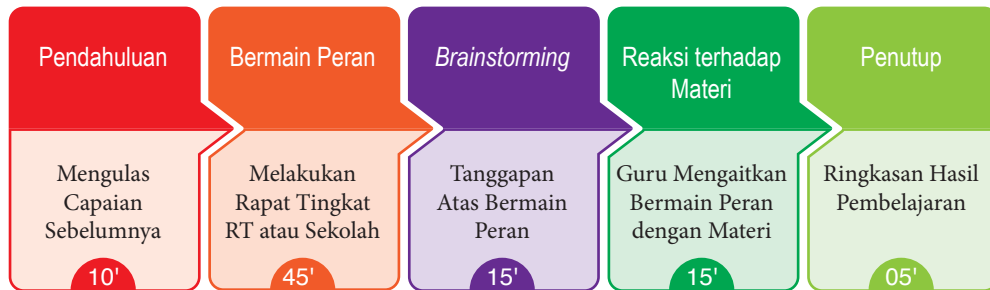 Pendahuluan
Mengulas
Capaian
Sebelumnya
10'
Bermain Peran
Melakukan
Rapat Tingkat
RT atau Sekolah
45'
Brainstorming
Tanggapan
Atas Bermain
Peran
15'
Reaksi terhadap
Materi
Guru Mengaitkan
Bermain Peran
dengan Materi
15'
Penutup
Ringkasan Hasil
Pembelajaran
05'